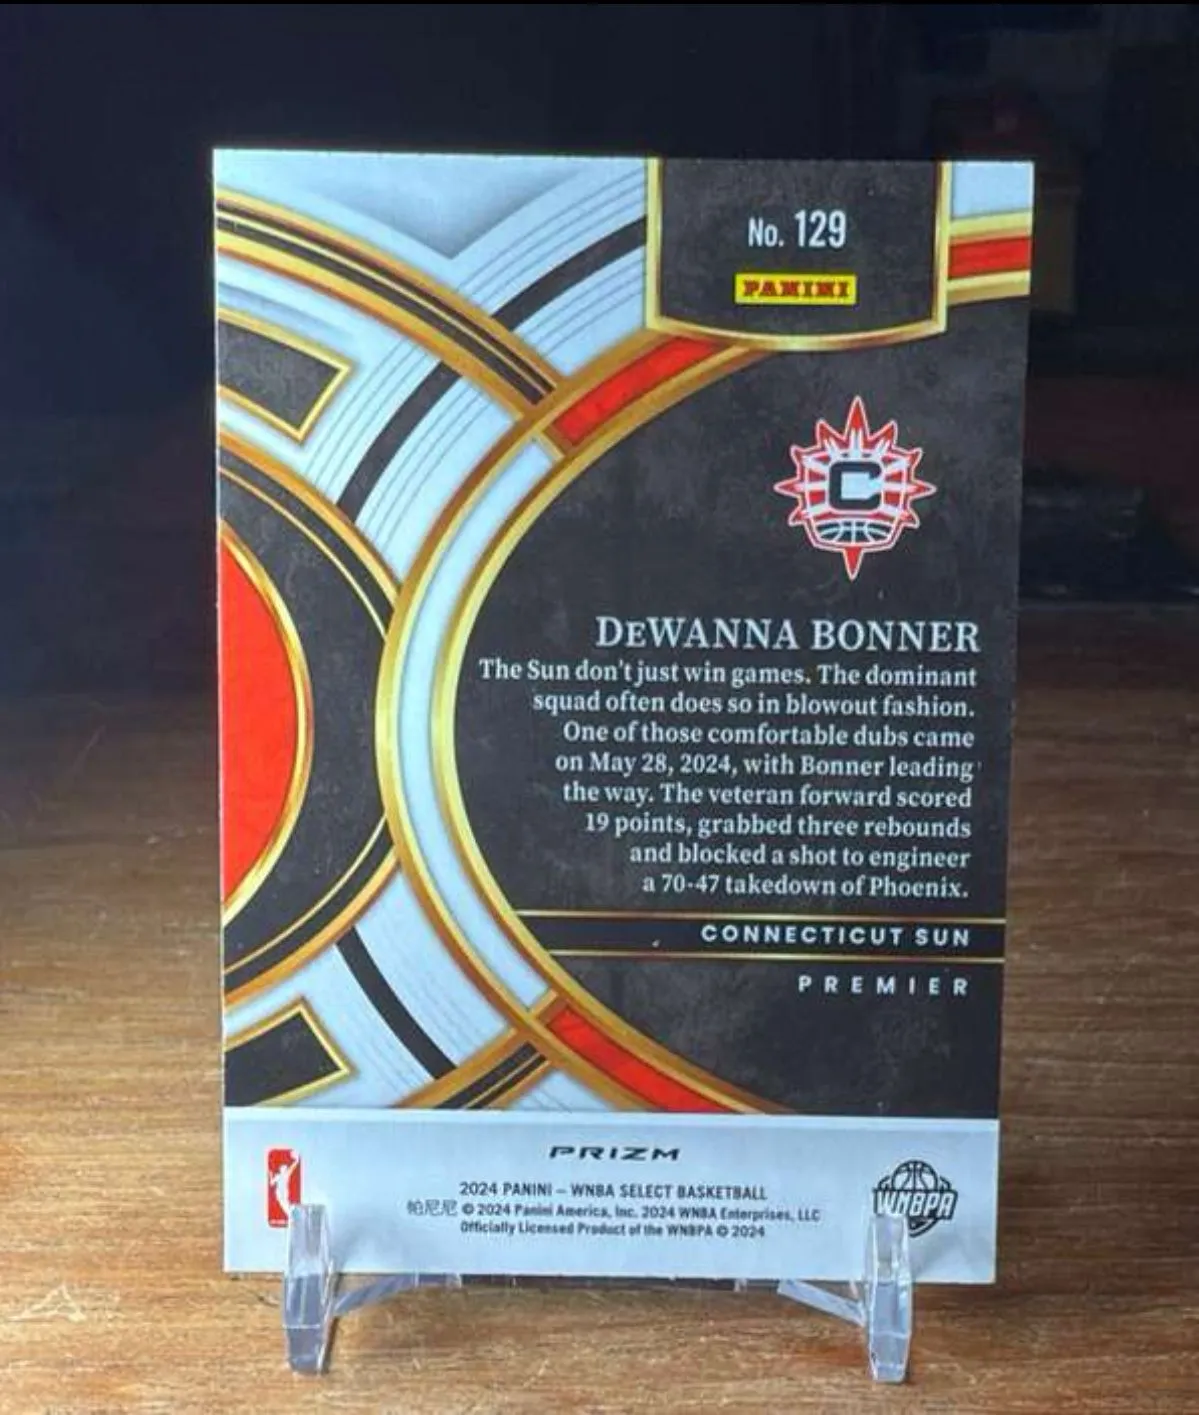 No. 129
PANINI
C
DeWANNA BONNER
The Sun don't just win games. The dominant
squad often does so in blowout fashion.
One of those comfortable dubs came
on May 28, 2024, with Bonner leading
the way. The veteran forward scored
19 points, grabbed three rebounds
and blocked a shot to engineer
a 70-47 takedown of Phoenix.
CONNECTICUT SUN
PREMIER
PRIZM
2024 PANINI – WNBA SELECT BASKETBALL
帕尼尼 © 2024 Panini America, Inc. 2024 WNBA Enterprises, LLC
Officially Licensed Product of the WNBPA © 2024
WNBPA